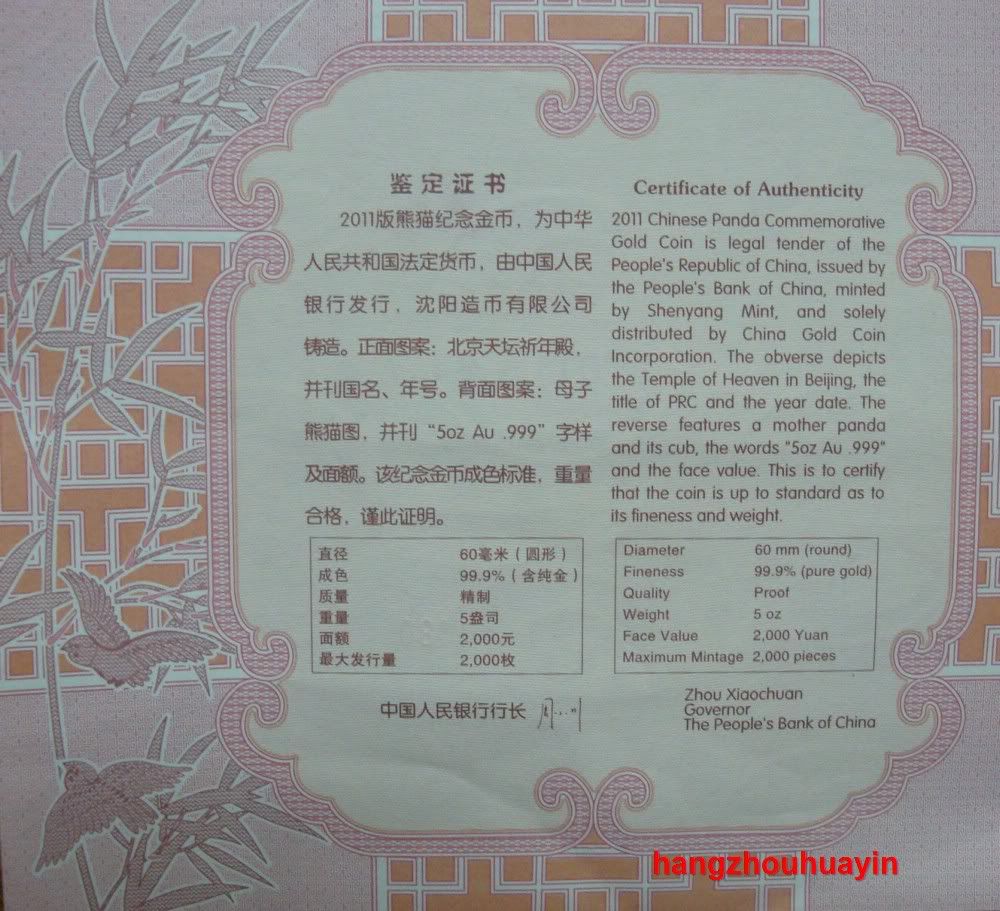 鉴定证书
2011版熊猫纪念金币，为中华
人民共和国法定货币，由中国人民
银行发行，沈阳造币有限公司
铸造。正面图案：北京天坛祈年殿，
并刊国名、年号。背面图案：母子
熊猫图，并刊“5oz Au .999”字样
及面额。该纪念金币成色标准，重量
合格，谨此证明。
直径 60毫米（圆形）
成色 99.9%（含纯金）
质量 精制
重量 5盎司
面额 2,000元
最大发行量 2,000枚
中国人民银行行长
Certificate of Authenticity
2011 Chinese Panda Commemorative
Gold Coin is legal tender of the
People's Republic of China, issued by
the People's Bank of China, minted
by Shenyang Mint, and solely
distributed by China Gold Coin
Incorporation. The obverse depicts
the Temple of Heaven in Beijing, the
title of PRC and the year date. The
reverse features a mother panda
and its cub, the words "5oz Au .999"
and the face value. This is to certify
that the coin is up to standard as to
its fineness and weight.
Diameter 60 mm (round)
Fineness 99.9% (pure gold)
Quality Proof
Weight 5 oz
Face Value 2,000 Yuan
Maximum Mintage 2,000 pieces
Zhou Xiaochuan
Governor
The People's Bank of China
hangzhouhuayin